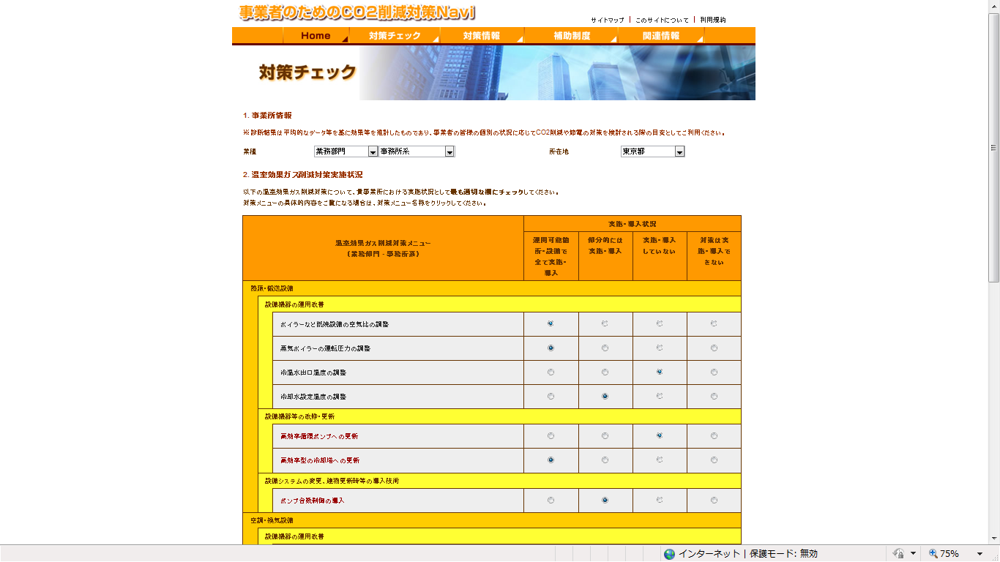 事業者のためのCO2削減対策Navi
サイトマップ | このサイトについて | 利用規約
Home 対策チェック 対策情報 補助制度 関連情報
対策チェック
1. 事業所情報
※診断結果は平均的なデータ等を基に効果等を推計したものであり、事業者の皆様の個別の状況に応じてCO2削減や節電の対策を検討される際の目安としてご利用ください。
業種 業務部門 事務所系 所在地 東京都
2. 温室効果ガス削減対策実施状況
以下の温室効果ガス削減対策について、貴事業所における実施状況として最も適切な欄にチェックしてください。
対策メニューの具体的内容をご覧になる場合は、対策メニュー名称をクリックしてください。
温室効果ガス削減対策メニュー
(業務部門 - 事務所系)
実施・導入状況
運用可能箇
所・設備で
全て実施・
導入
部分的には
実施・導入
実施・導入
していない
対策は実
施・導入で
きない
熱源・搬送設備
設備機器の運用改善
ボイラーなど燃焼設備の空気比の調整
蒸気ボイラーの運転圧力の調整
冷温水出口温度の調整
冷却水設定温度の調整
設備機器等の改修・更新
高効率循環ポンプへの更新
高効率型の冷却塔への更新
設備システムの変更、建物更新時等の導入技術
ポンプ台数制御の導入
空調・換気設備
設備機器の運用改善
インターネット | 保護モード: 無効
75%